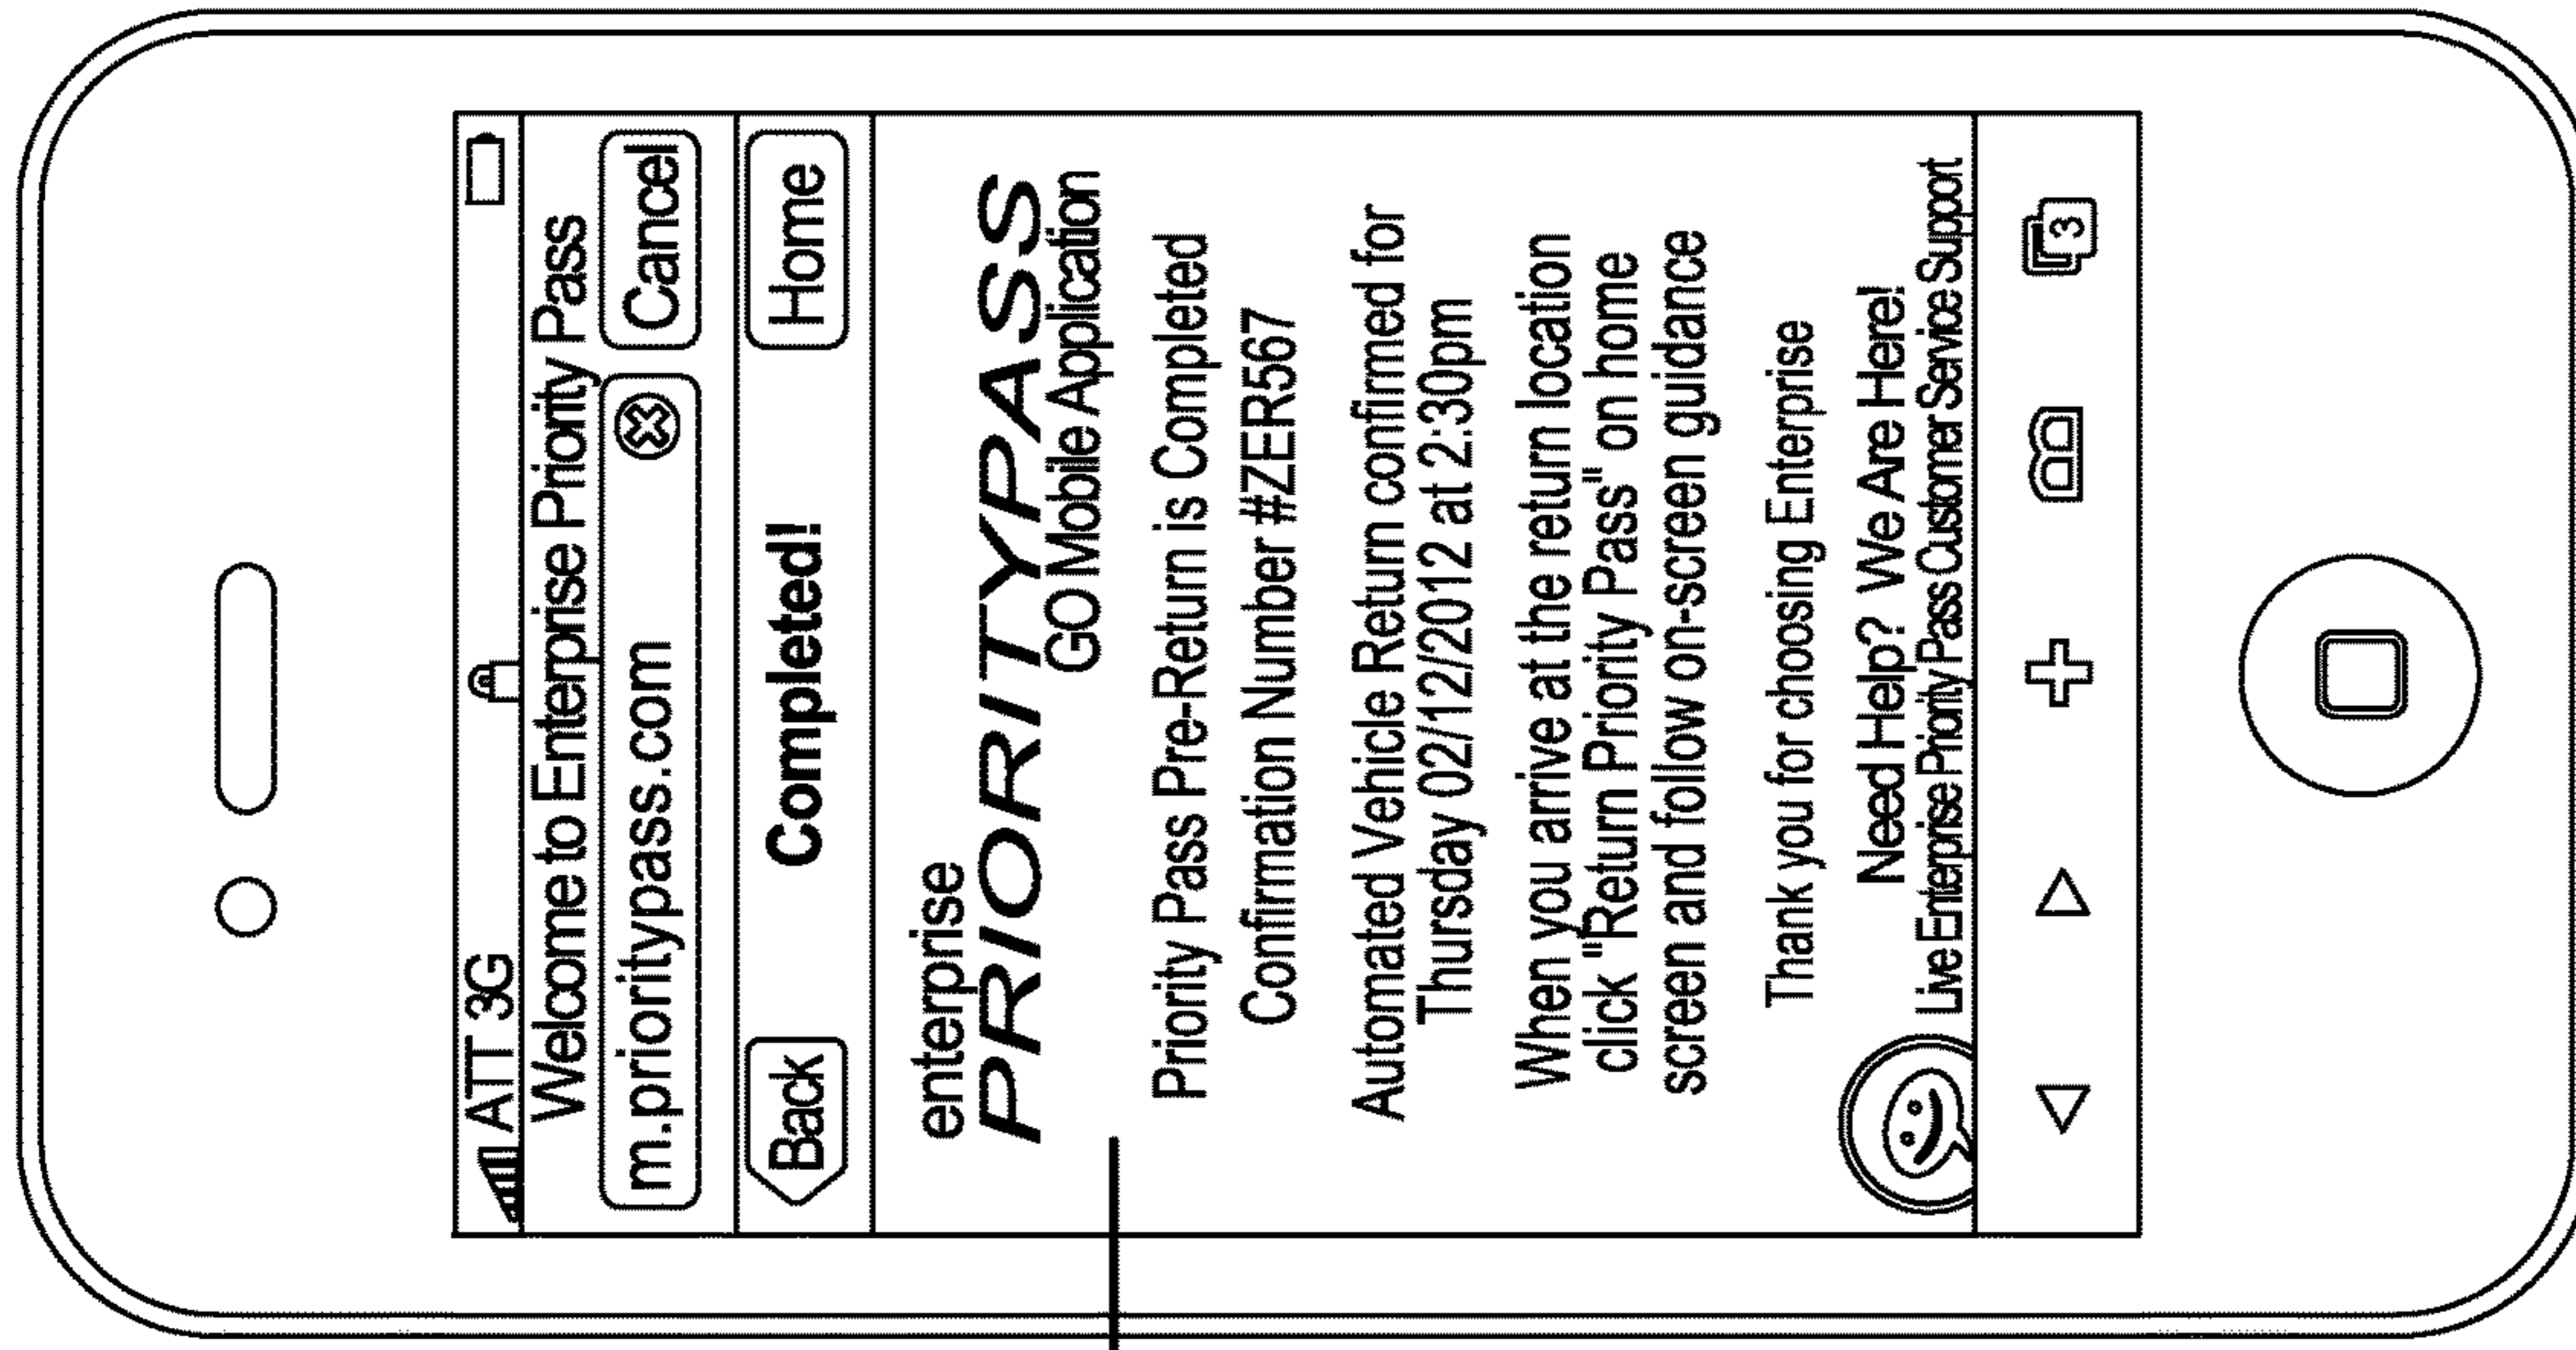 ATT 3G
Welcome to Enterprise Priority Pass
m.prioritypass.com
Cancel
Back
Completed!
Home
enterprise
PRIORITYPASS
GO Mobile Application
Priority Pass Pre-Return is Completed
Confirmation Number #ZER567
Automated Vehicle Return confirmed for
Thursday 02/12/2012 at 2:30pm
When you arrive at the return location
click "Return Priority Pass" on home
screen and follow on-screen guidance
Thank you for choosing Enterprise
Need Help? We Are Here!
Live Enterprise Priority Pass Customer Service Support
3